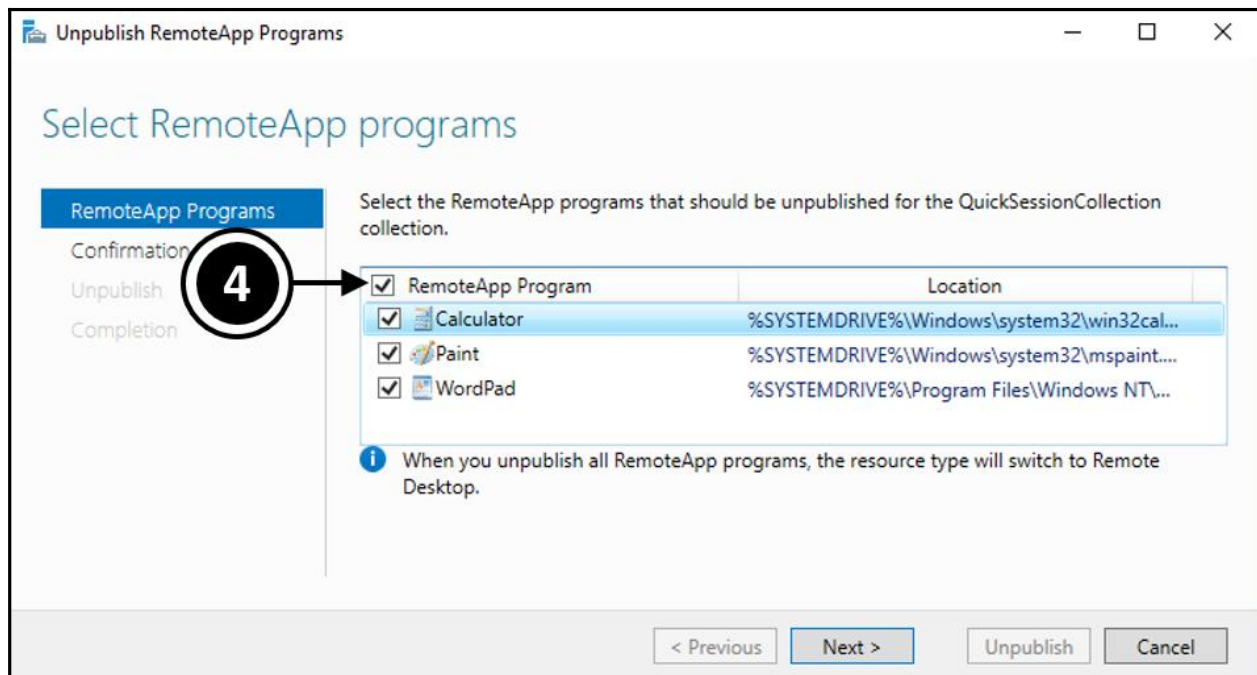 Unpublish RemoteApp Programs
Select RemoteApp programs
RemoteApp Programs
Confirmation
Unpublish
Completion
4
Select the RemoteApp programs that should be unpublished for the QuickSessionCollection
collection.
RemoteApp Program Location
Calculator %SYSTEMDRIVE%\Windows\system32\win32cal...
Paint %SYSTEMDRIVE%\Windows\system32\mspaint....
WordPad %SYSTEMDRIVE%\Program Files\Windows NT\...
When you unpublish all RemoteApp programs, the resource type will switch to Remote
Desktop.
< Previous Next > Unpublish Cancel